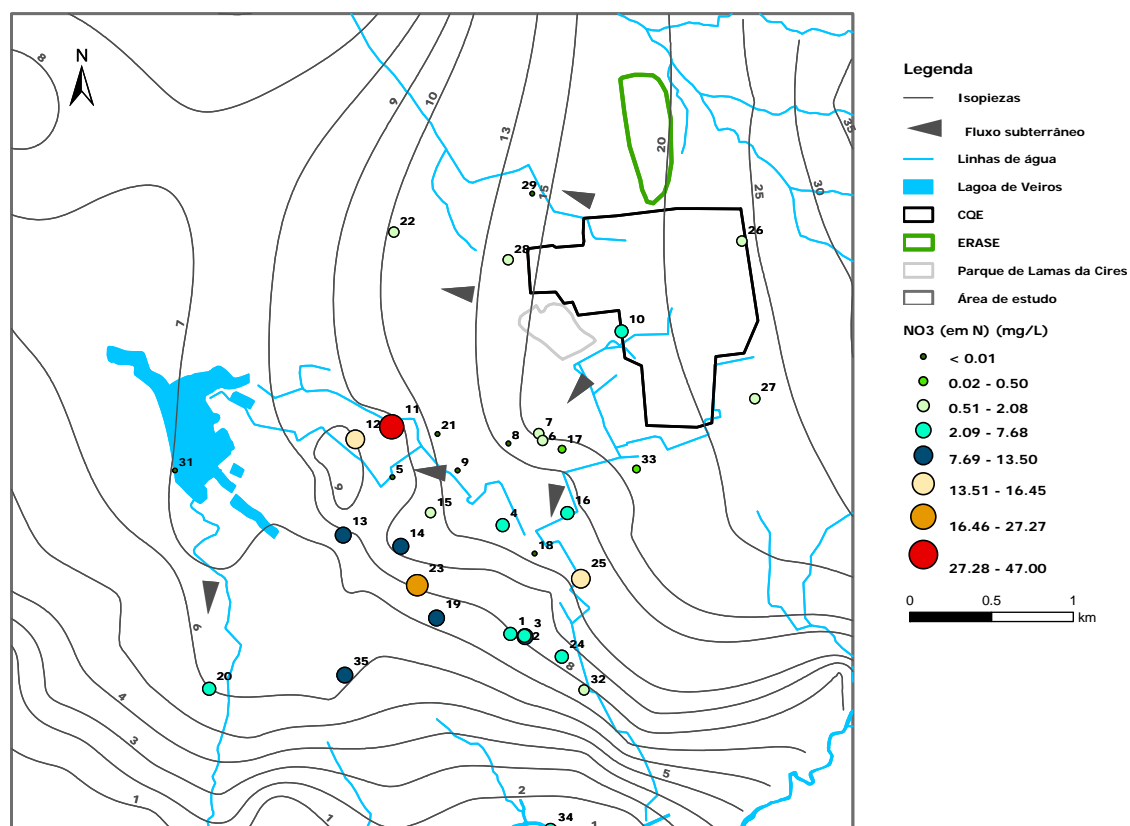 8
N
9
10
13
15
20
25
30
35
29
22
28
26
10
27
7
11
12
21
8
7
6
17
9
5
31
33
15
4
16
13
14
18
25
23
19
1
3
2
24
8
32
35
20
6
9
4
3
1
1
2
5
1
34
Legenda
Isopiezas
Fluxo subterrâneo
Linhas de água
Lagoa de Veiros
CQE
ERASE
Parque de Lamas da Cires
Área de estudo
NO3 (em N) (mg/L)
< 0.01
0.02 - 0.50
0.51 - 2.08
2.09 - 7.68
7.69 - 13.50
13.51 - 16.45
16.46 - 27.27
27.28 - 47.00
0 0.5 1
km